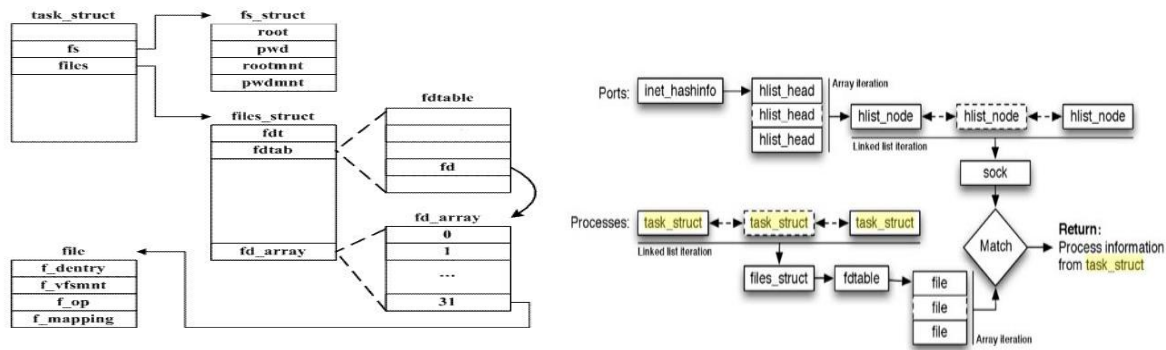 task_struct
fs
files
fs_struct
root
pwd
rootmnt
pwdmnt
files_struct
fdt
fdtab
fd_array
fdtable
fd
fd_array
0
1
...
31
file
f_dentry
f_vfsmnt
f_op
f_mapping
Ports:
inet_hashinfo
hlist_head
hlist_head
hlist_head
Array iteration
hlist_node
hlist_node
hlist_node
Linked list iteration
sock
Processes:
task_struct
task_struct
task_struct
Linked list iteration
files_struct
fdtable
file
file
file
Array iteration
Match
Return:
Process information
from task_struct